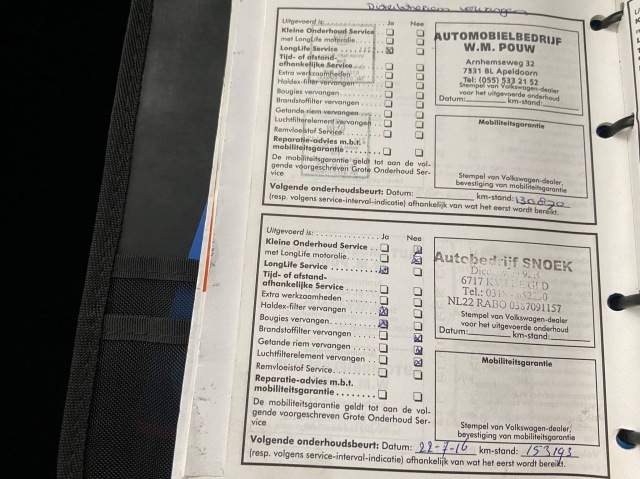 Distributieriem vervangen
Uitgevoerd is: Ja Nee
Kleine Onderhoud Service
met LongLife motorolie
LongLife Service
Tijd- of afstand-
afhankelijke Service
Extra werkzaamheden
Haldex-filter vervangen
Bougies vervangen
Brandstoffilter vervangen
Getande riem vervangen
Luchtfilterelement vervangen
Remvloeistof Service
Reparatie-advies m.b.t.
mobiliteitsgarantie
De mobiliteitsgarantie geldt tot aan de vol-
gende voorgeschreven Grote Onderhoud Ser-
vice
AUTOMOBIELBEDRIJF
W.M. POUW
Arnhemseweg 32
7331 BL Apeldoorn
Tel: (055) 533 21 52
Stempel van Volkswagen-dealer
voor het uitgevoerde onderhoud
Datum: km-stand:
Mobiliteitsgarantie
Stempel van Volkswagen-dealer,
bevestiging van mobiliteitsgarantie
Volgende onderhoudsbeurt: Datum: km-stand:
(resp. volgens service-interval-indicatie) afhankelijk van wat het eerst wordt bereikt.
Uitgevoerd is: Ja Nee
Kleine Onderhoud Service
met LongLife motorolie
LongLife Service
Tijd- of afstand-
afhankelijke Service
Extra werkzaamheden
Haldex-filter vervangen
Bougies vervangen
Brandstoffilter vervangen
Getande riem vervangen
Luchtfilterelement vervangen
Remvloeistof Service
Reparatie-advies m.b.t.
mobiliteitsgarantie
De mobiliteitsgarantie geldt tot aan de vol-
gende voorgeschreven Grote Onderhoud Ser-
vice
Autobedrijf SNOEK
6717
Tel.:
NL22 RABO 0387091157
Stempel van Volkswagen-dealer
voor het uitgevoerde onderhoud
Datum: km-stand:
Mobiliteitsgarantie
Stempel van Volkswagen-dealer,
bevestiging van mobiliteitsgarantie
Volgende onderhoudsbeurt: Datum: 22-7-16 km-stand: 153193
(resp. volgens service-interval-indicatie) afhankelijk van wat het eerst wordt bereikt.